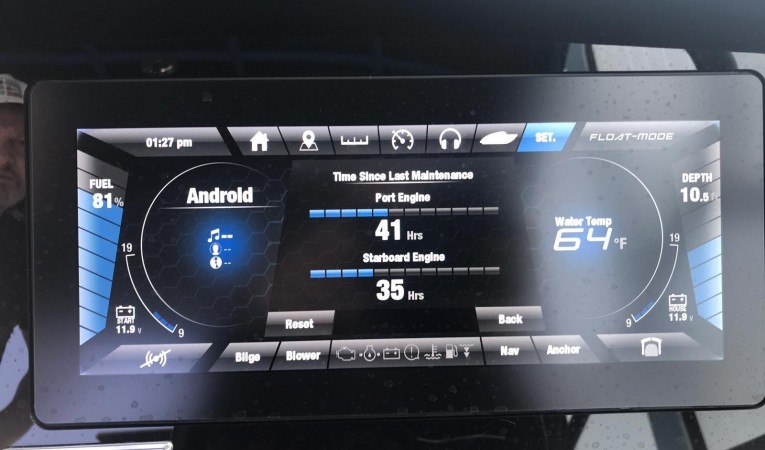 01:27 pm
SET.
FLOAT-MODE
FUEL
81%
Android
--
--
--
Time Since Last Maintenance
Port Engine
41 Hrs
Starboard Engine
35 Hrs
Reset
Back
Water Temp
64 °F
DEPTH
10.5 ft
19
9
START
11.9 V
19
9
HOUSE
11.9 V
Bilge
Blower
Nav
Anchor